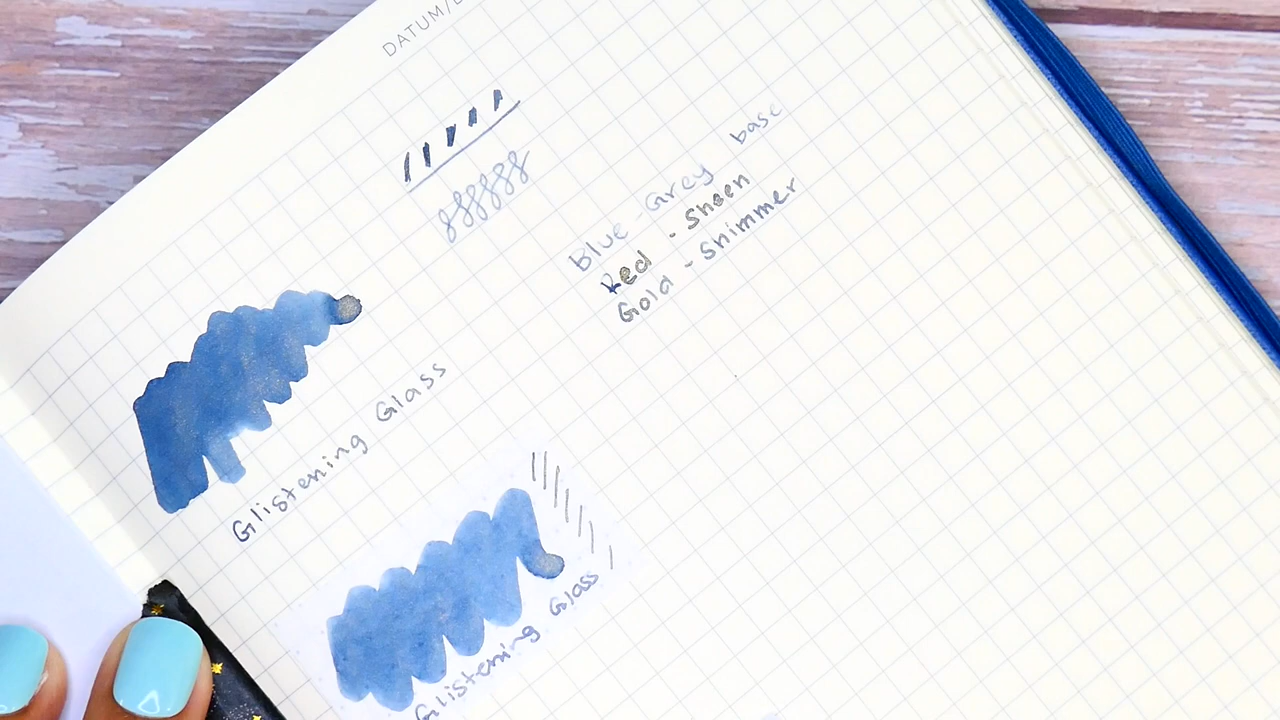 DATUM/D
Blue-Grey base
Red - Sheen
Gold - Shimmer
Glistening Glass
Glistening Glass